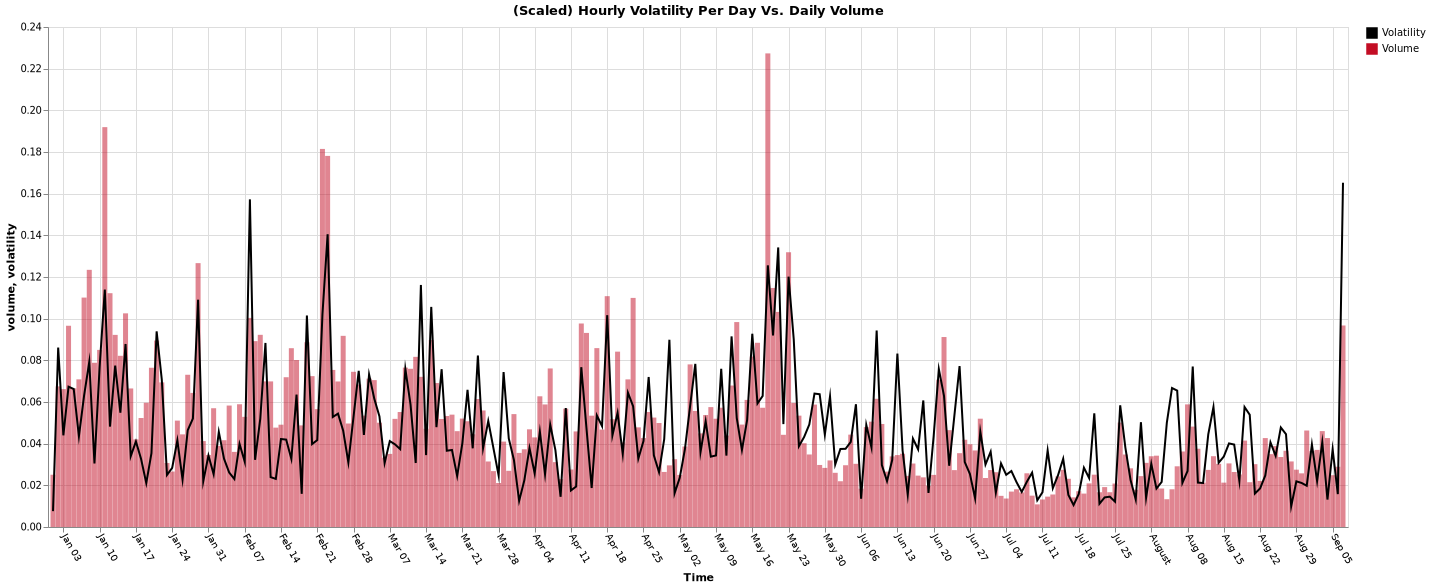 (Scaled) Hourly Volatility Per Day Vs. Daily Volume
Volatility
Volume
volume, volatility
0.24
0.22
0.20
0.18
0.16
0.14
0.12
0.10
0.08
0.06
0.04
0.02
0.00
Jan 03
Jan 10
Jan 17
Jan 24
Jan 31
Feb 07
Feb 14
Feb 21
Feb 28
Mar 07
Mar 14
Mar 21
Mar 28
Apr 04
Apr 11
Apr 18
Apr 25
May 02
May 09
May 16
May 23
May 30
Jun 06
Jun 13
Jun 20
Jun 27
Jul 04
Jul 11
Jul 18
Jul 25
August
Aug 08
Aug 15
Aug 22
Aug 29
Sep 05
Time